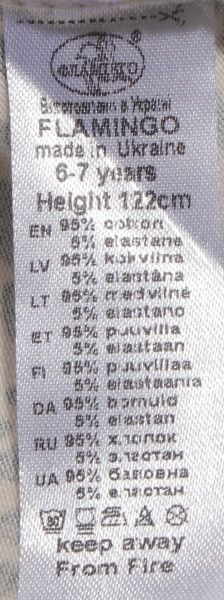 ФЛАМІНГО
Виготовлено в Україні
FLAMINGO
made in Ukraine
6-7 years
Height 122cm
EN 95% cotton
5% elastane
LV 95% kokvilna
5% elastāna
LT 95% medvilnė
5% elastano
ET 95% puuvilla
5% elastaan
FI 95% puuvillaa
5% elastaania
DA 95% bomuld
5% elastan
RU 95% хлопок
5% эластан
UA 95% бавовна
5% еластан
keep away
From Fire